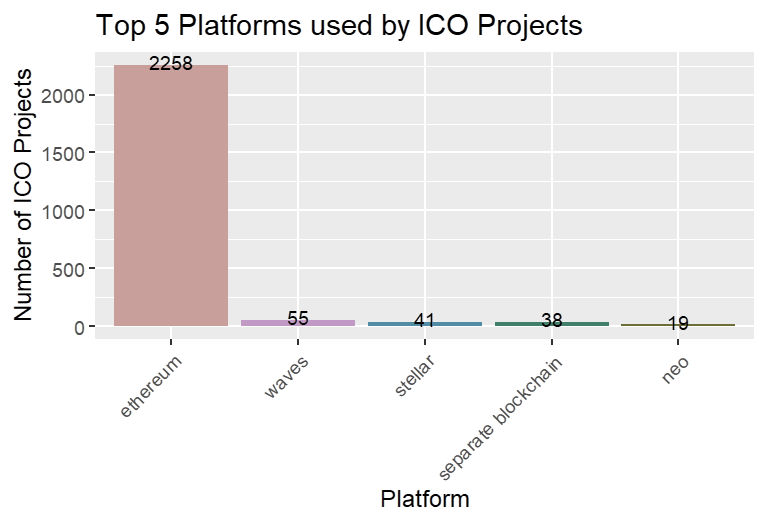 Top 5 Platforms used by ICO Projects
Number of ICO Projects
2000
1500
1000
500
0
2258
55
41
38
19
ethereum
waves
stellar
separate blockchain
neo
Platform